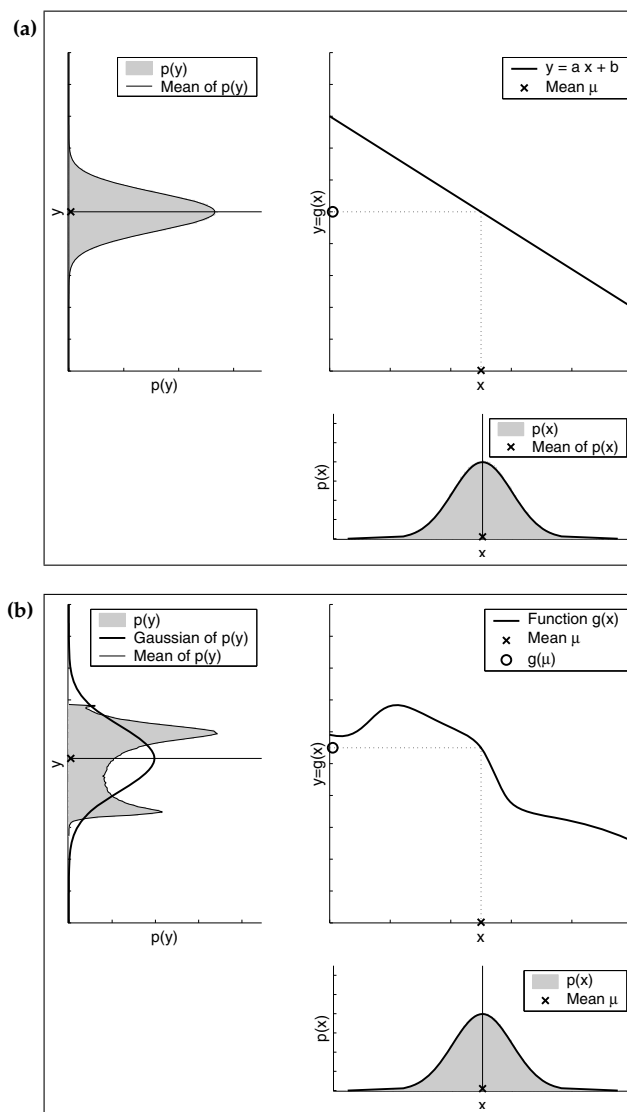 (a)
p(y)
Mean of p(y)
y
p(y)
y = a x + b
Mean μ
y=g(x)
x
p(x)
Mean of p(x)
p(x)
x
(b)
p(y)
Gaussian of p(y)
Mean of p(y)
y
p(y)
Function g(x)
Mean μ
g(μ)
y=g(x)
x
p(x)
Mean μ
p(x)
x